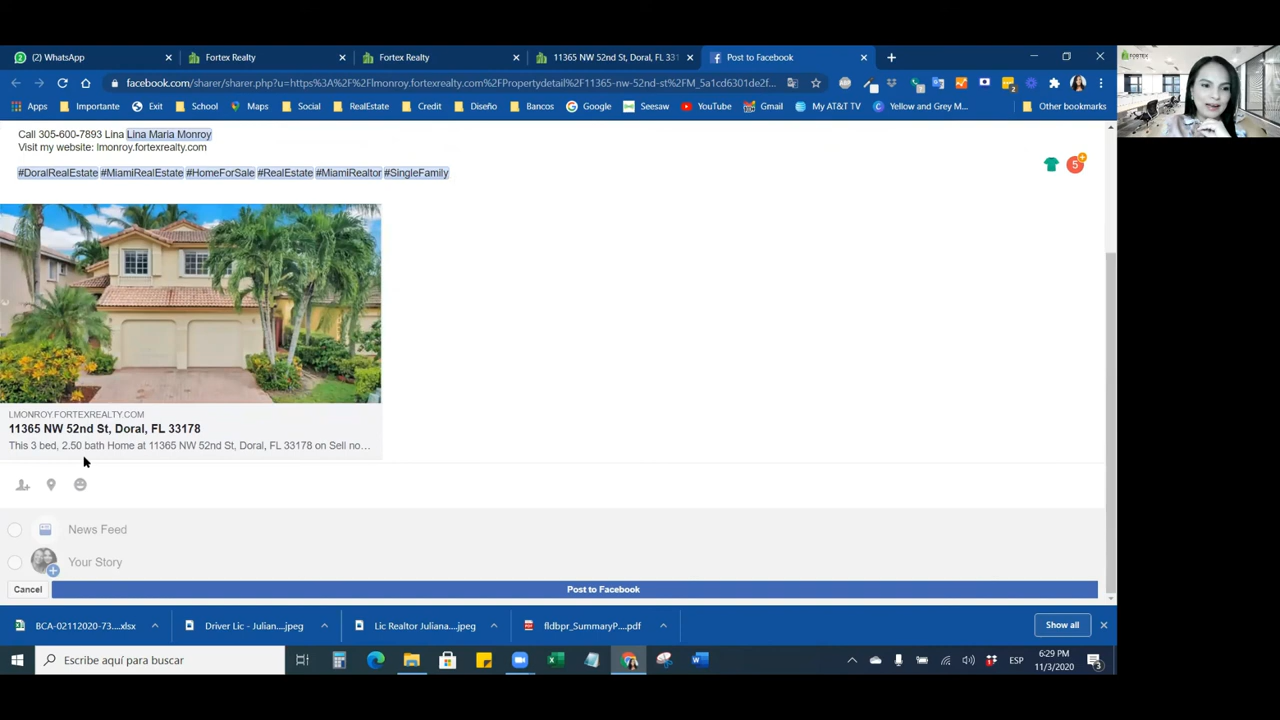 (2) WhatsApp
Fortex Realty
Fortex Realty
11365 NW 52nd St, Doral, FL 331
Post to Facebook
facebook.com/sharer/sharer.php?u=https%3A%2F%2Flmonroy.fortexrealty.com%2FPropertydetail%2F11365-nw-52nd-st%2FM_5a1cd6301de2f...
Apps
Importante
Exit
School
Maps
Social
RealEstate
Credit
Diseño
Bancos
Google
Seesaw
YouTube
Gmail
My AT&T TV
Yellow and Grey M...
Other bookmarks
FORTEX
Call 305-600-7893 Lina Lina Maria Monroy
Visit my website: lmonroy.fortexrealty.com
#DoralRealEstate #MiamiRealEstate #HomeForSale #RealEstate #MiamiRealtor #SingleFamily
5
LMONROY.FORTEXREALTY.COM
11365 NW 52nd St, Doral, FL 33178
This 3 bed, 2.50 bath Home at 11365 NW 52nd St, Doral, FL 33178 on Sell no...
News Feed
Your Story
Cancel
Post to Facebook
BCA-02112020-73....xlsx
Driver Lic - Julian....jpeg
Lic Realtor Juliana....jpeg
fldbpr_SummaryP....pdf
Show all
Escribe aquí para buscar
ESP
6:29 PM
11/3/2020
3